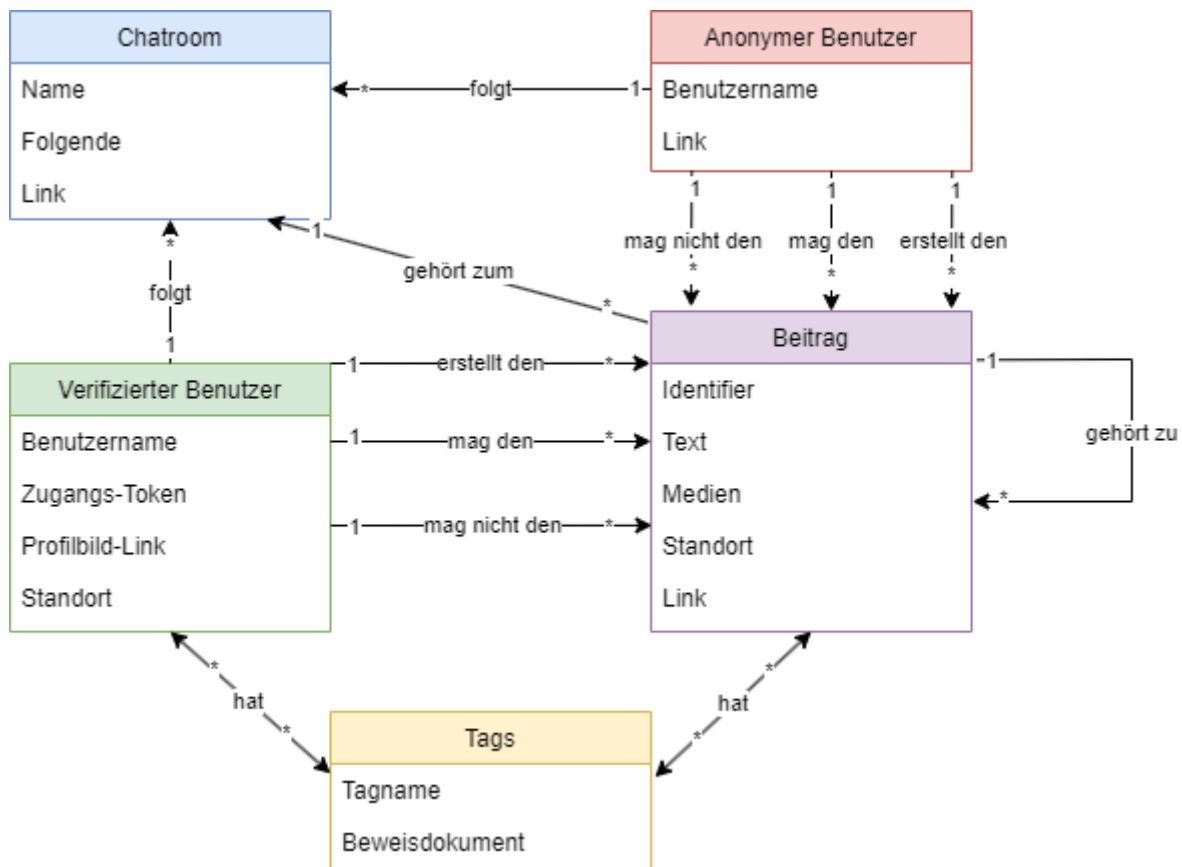 Chatroom
Name
Folgende
Link
Anonymer Benutzer
Benutzername
Link
* folgt 1
1 1 1
mag nicht den mag den erstellt den
* * *
1
gehört zum
*
*
folgt
1
Verifizierter Benutzer
Benutzername
Zugangs-Token
Profilbild-Link
Standort
1 erstellt den *
1 mag den *
1 mag nicht den *
Beitrag
Identifier
Text
Medien
Standort
Link
1
gehört zu
*
*
hat
*
*
hat
*
Tags
Tagname
Beweisdokument